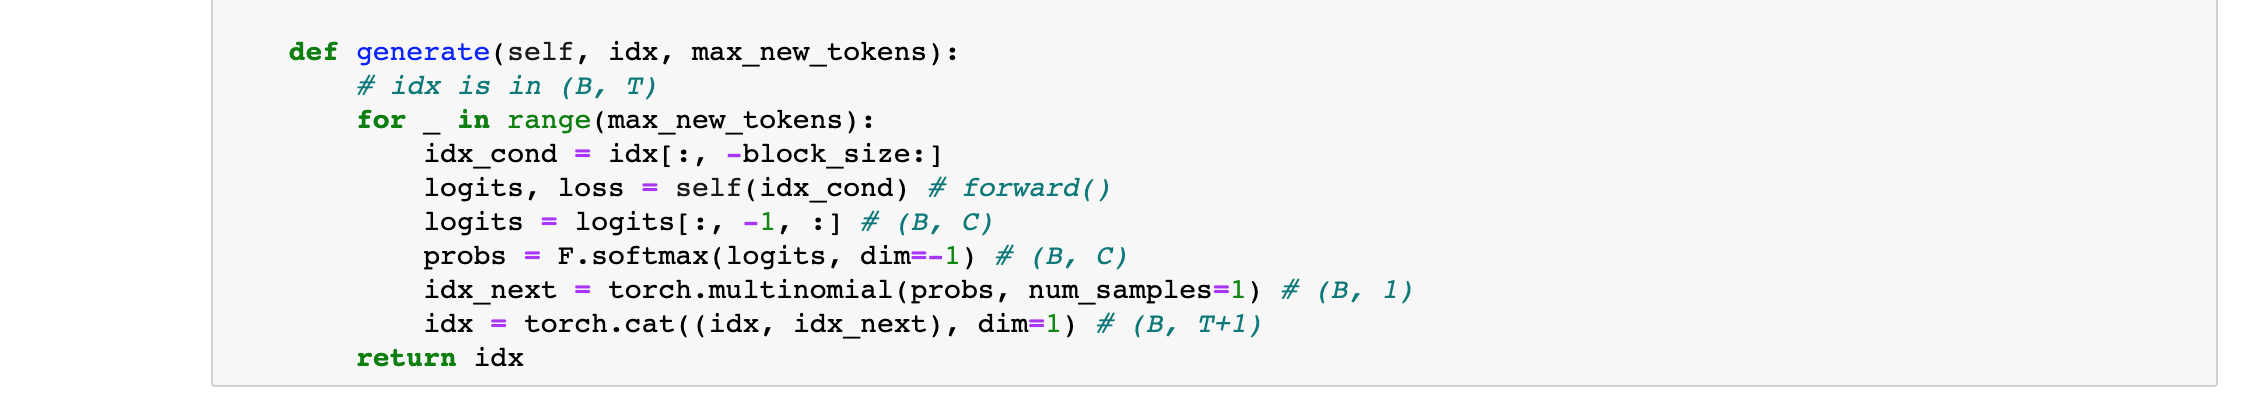 def generate(self, idx, max_new_tokens):
# idx is in (B, T)
for _ in range(max_new_tokens):
idx_cond = idx[:, -block_size:]
logits, loss = self(idx_cond) # forward()
logits = logits[:, -1, :] # (B, C)
probs = F.softmax(logits, dim=-1) # (B, C)
idx_next = torch.multinomial(probs, num_samples=1) # (B, 1)
idx = torch.cat((idx, idx_next), dim=1) # (B, T+1)
return idx